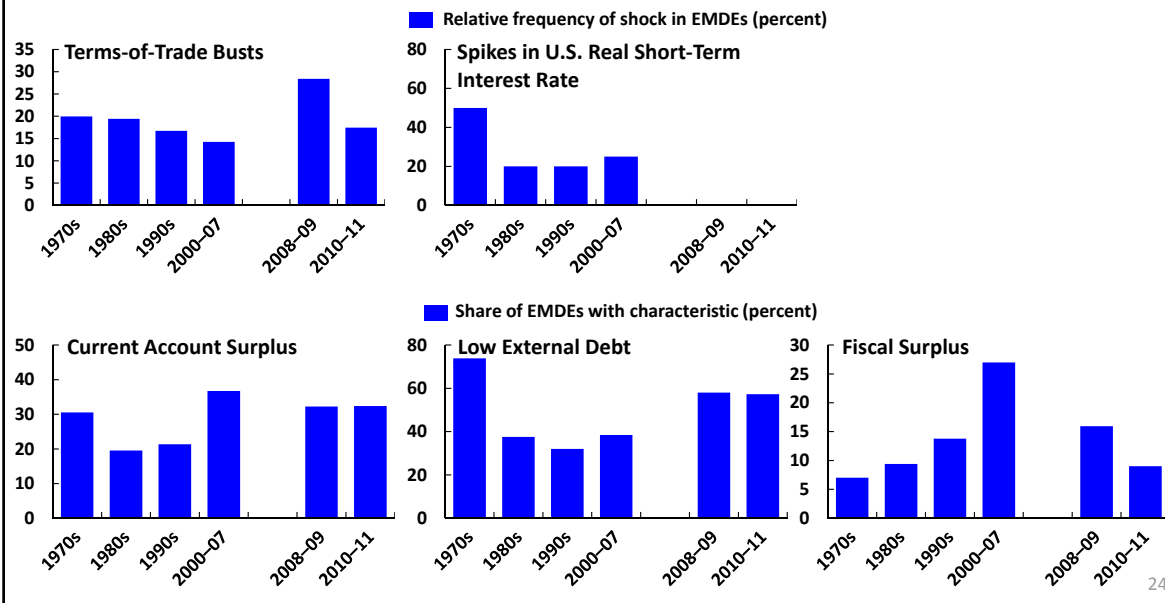 Relative frequency of shock in EMDEs (percent)
Terms-of-Trade Busts
35
30
25
20
15
10
5
0
1970s
1980s
1990s
2000–07
2008–09
2010–11
Spikes in U.S. Real Short-Term
Interest Rate
80
60
40
20
0
1970s
1980s
1990s
2000–07
2008–09
2010–11
Share of EMDEs with characteristic (percent)
Current Account Surplus
50
40
30
20
10
0
1970s
1980s
1990s
2000–07
2008–09
2010–11
Low External Debt
80
60
40
20
0
1970s
1980s
1990s
2000–07
2008–09
2010–11
Fiscal Surplus
30
25
20
15
10
5
0
1970s
1980s
1990s
2000–07
2008–09
2010–11
24